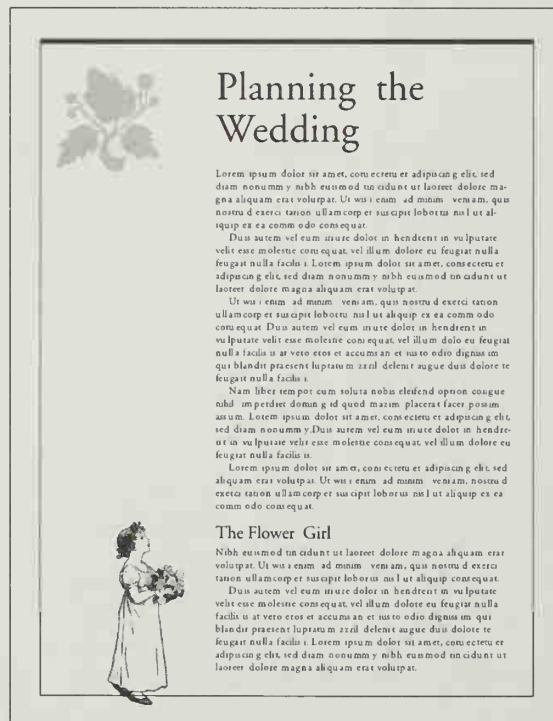 Planning the
Wedding
Lorem ipsum dolor sit amet, consectetuer adipiscing elit, sed
diam nonummy nibh euismod tincidunt ut laoreet dolore ma-
gna aliquam erat volutpat. Ut wisi enim ad minim veniam, quis
nostrud exerci tation ullamcorper suscipit lobortis nisl ut al-
iquip ex ea commodo consequat.
Duis autem vel eum iriure dolor in hendrerit in vulputate
velit esse molestie consequat, vel illum dolore eu feugiat nulla
feugait nulla facilisi. Lorem ipsum dolor sit amet, consectetuer
adipiscing elit, sed diam nonummy nibh euismod tincidunt ut
laoreet dolore magna aliquam erat volutpat.
Ut wisi enim ad minim veniam, quis nostrud exerci tation
ullamcorper suscipit lobortis nisl ut aliquip ex ea commodo
consequat. Duis autem vel eum iriure dolor in hendrerit in
vulputate velit esse molestie consequat, vel illum dolo eu feugiat
nulla facilisis at vero eros et accumsan et iusto odio dignissim
qui blandit praesent luptatum zzril delenit augue duis dolore te
feugait nulla facilisi.
Nam liber tempor cum soluta nobis eleifend option congue
nihil imperdiet doming id quod mazim placerat facer possim
assum. Lorem ipsum dolor sit amet, consectetuer adipiscing elit,
sed diam nonummy.Duis autem vel eum iriure dolor in hendre-
rit in vulputate velit esse molestie consequat, vel illum dolore eu
feugiat nulla facilisis.
Lorem ipsum dolor sit amet, consectetuer adipiscing elit, sed
aliquam erat volutpat. Ut wisi enim ad minim veniam, nostrud
exerci tation ullamcorper suscipit lobortis nisl ut aliquip ex ea
commodo consequat.
The Flower Girl
Nibh euismod tincidunt ut laoreet dolore magna aliquam erat
volutpat. Ut wisi enim ad minim veniam, quis nostrud exerci
tation ullamcorper suscipit lobortis nisl ut aliquip consequat.
Duis autem vel eum iriure dolor in hendrerit in vulputate
velit esse molestie consequat, vel illum dolore eu feugiat nulla
facilisis at vero eros et accumsan et iusto odio dignissim qui
blandit praesent luptatum zzril delenit augue duis dolore te
feugait nulla facilisi. Lorem ipsum dolor sit amet, consectetuer
adipiscing elit, sed diam nonummy nibh euismod tincidunt ut
laoreet dolore magna aliquam erat volutpat.